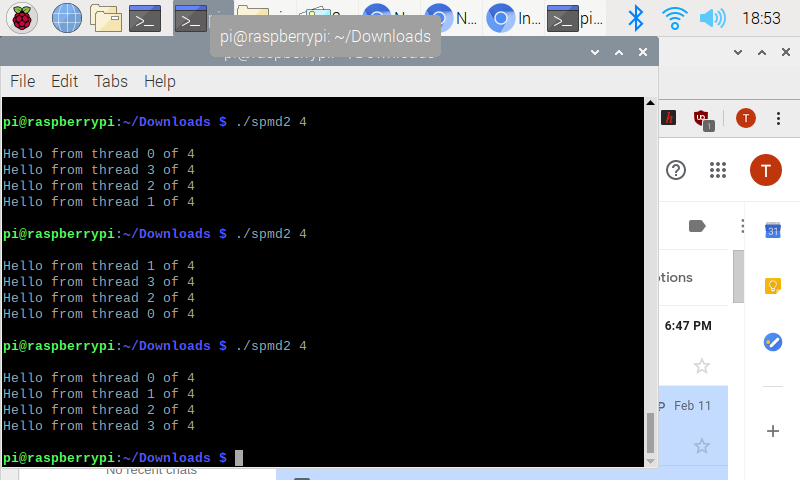 pi... N... N... In... pi... 18:53
pi@raspberrypi: ~/Downloads
File Edit Tabs Help
pi@raspberrypi:~/Downloads $ ./spmd2 4
Hello from thread 0 of 4
Hello from thread 3 of 4
Hello from thread 2 of 4
Hello from thread 1 of 4
pi@raspberrypi:~/Downloads $ ./spmd2 4
Hello from thread 1 of 4
Hello from thread 3 of 4
Hello from thread 2 of 4
Hello from thread 0 of 4
pi@raspberrypi:~/Downloads $ ./spmd2 4
Hello from thread 0 of 4
Hello from thread 1 of 4
Hello from thread 2 of 4
Hello from thread 3 of 4
pi@raspberrypi:~/Downloads $
No recent chats
h 1 T
T
31
ptions
6:47 PM
Feb 11